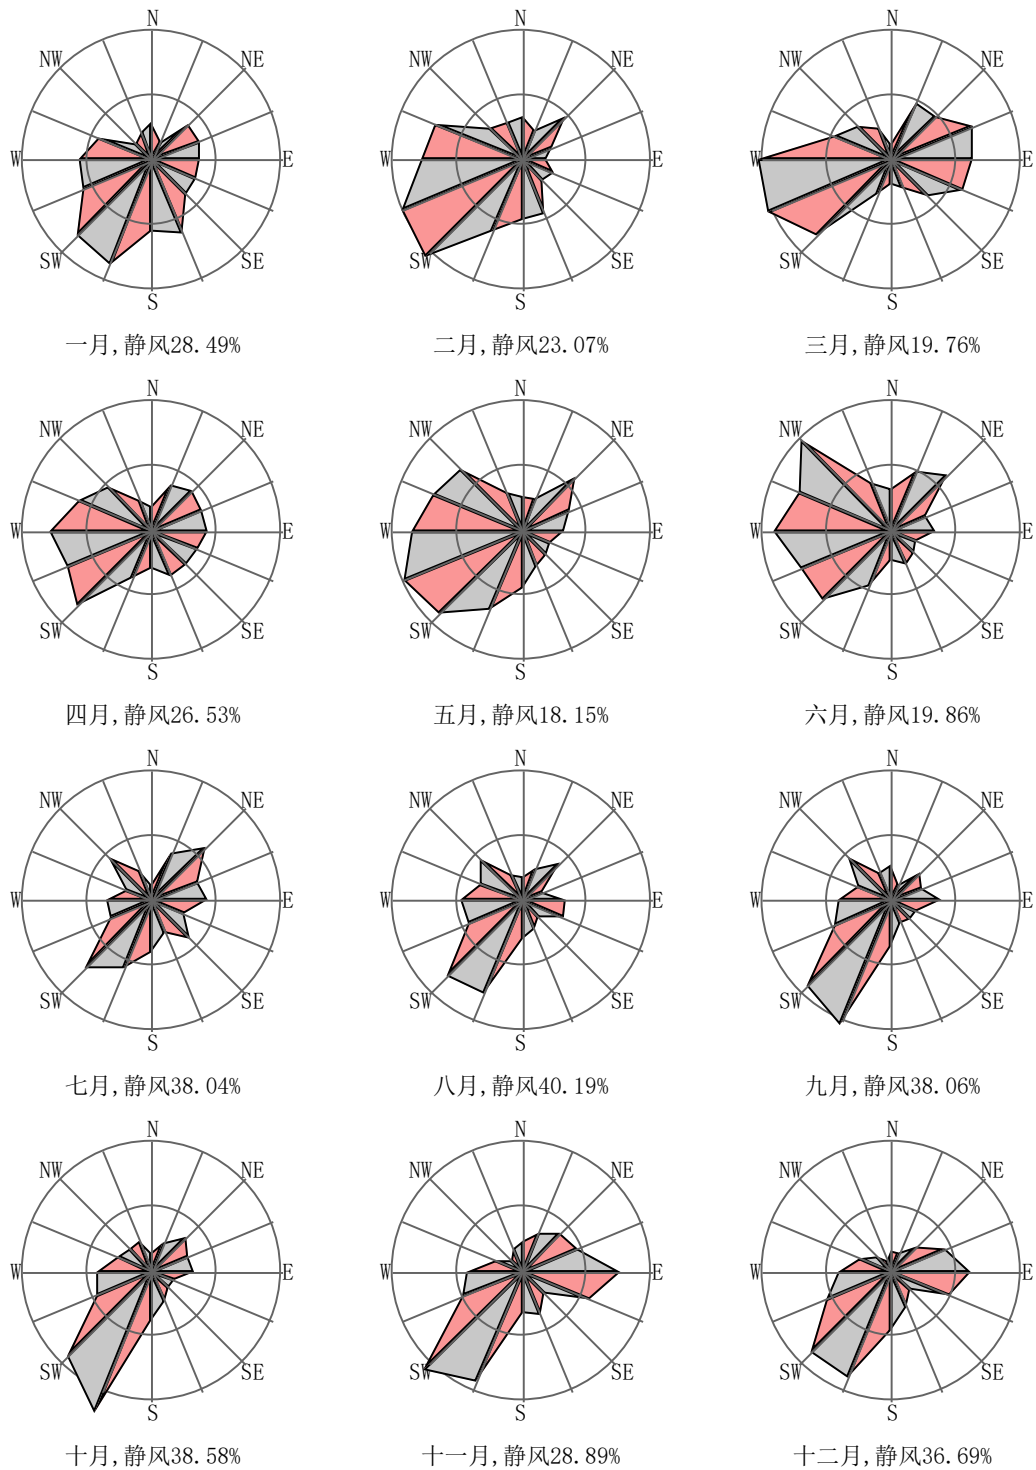 N
NW NE
W E
SW SE
S
一月,静风28.49%
N
NW NE
W E
SW SE
S
二月,静风23.07%
N
NW NE
W E
SW SE
S
三月,静风19.76%
N
NW NE
W E
SW SE
S
四月,静风26.53%
N
NW NE
W E
SW SE
S
五月,静风18.15%
N
NW NE
W E
SW SE
S
六月,静风19.86%
N
NW NE
W E
SW SE
S
七月,静风38.04%
N
NW NE
W E
SW SE
S
八月,静风40.19%
N
NW NE
W E
SW SE
S
九月,静风38.06%
N
NW NE
W E
SW SE
S
十月,静风38.58%
N
NW NE
W E
SW SE
S
十一月,静风28.89%
N
NW NE
W E
SW SE
S
十二月,静风36.69%